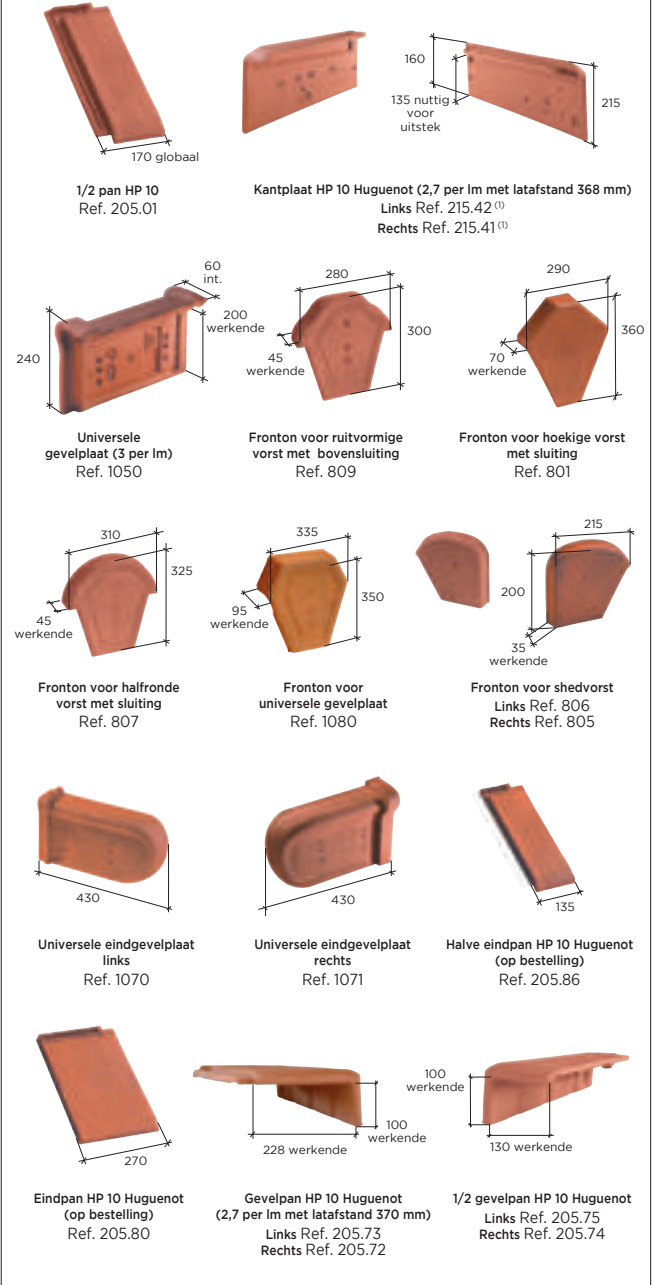 170 globaal
1/2 pan HP 10
Ref. 205.01
160
135 nuttig
voor
uitstek
215
Kantplaat HP 10 Huguenot (2,7 per lm met latafstand 368 mm)
Links Ref. 215.42 (1)
Rechts Ref. 215.41 (1)
60
int.
200
werkende
240
Universele
gevelplaat (3 per lm)
Ref. 1050
280
300
45
werkende
Fronton voor ruitvormige
vorst met bovensluiting
Ref. 809
290
360
70
werkende
Fronton voor hoekige vorst
met sluiting
Ref. 801
310
325
45
werkende
Fronton voor halfronde
vorst met sluiting
Ref. 807
335
350
95
werkende
Fronton voor
universele gevelplaat
Ref. 1080
215
200
35
werkende
Fronton voor shedvorst
Links Ref. 806
Rechts Ref. 805
430
Universele eindgevelplaat
links
Ref. 1070
430
Universele eindgevelplaat
rechts
Ref. 1071
135
Halve eindpan HP 10 Huguenot
(op bestelling)
Ref. 205.86
270
Eindpan HP 10 Huguenot
(op bestelling)
Ref. 205.80
100
werkende
228 werkende
Gevelpan HP 10 Huguenot
(2,7 per lm met latafstand 370 mm)
Links Ref. 205.73
Rechts Ref. 205.72
100
werkende
130 werkende
1/2 gevelpan HP 10 Huguenot
Links Ref. 205.75
Rechts Ref. 205.74